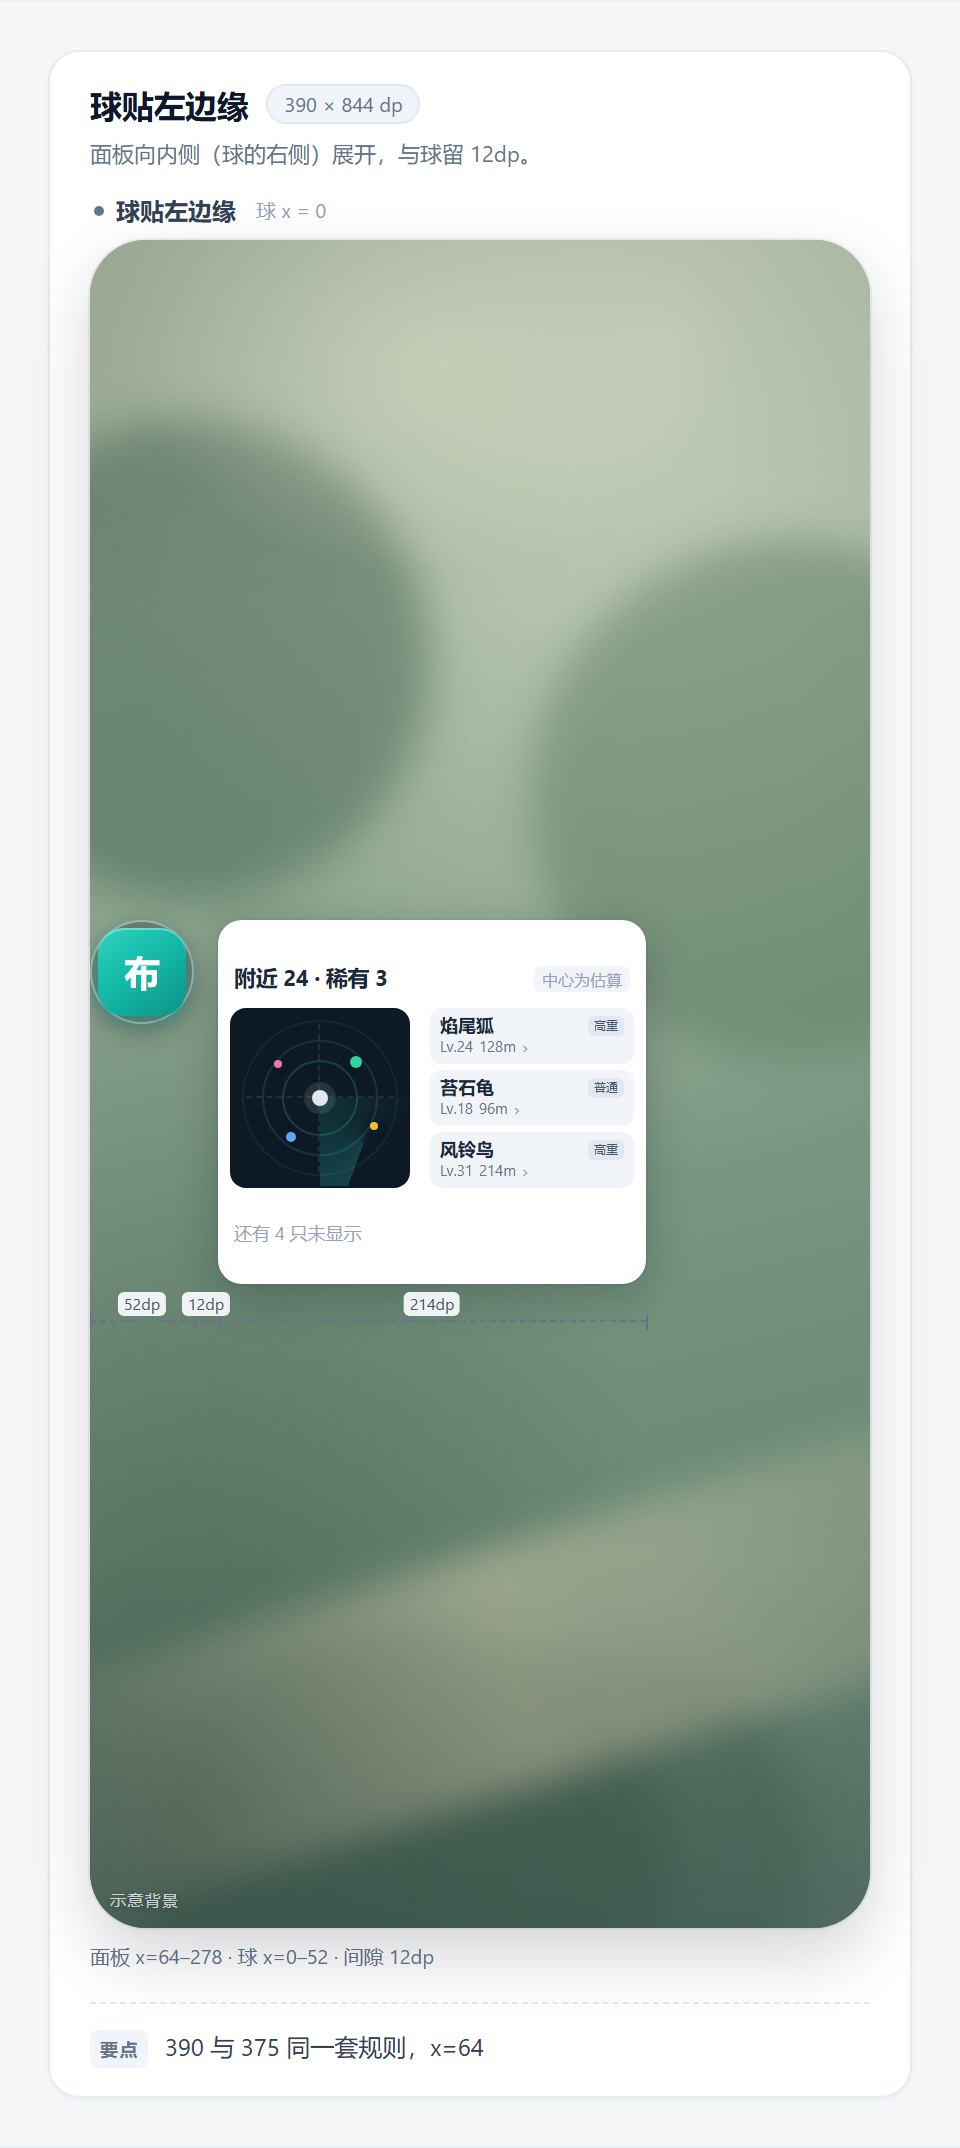 球贴左边缘 390 × 844 dp
面板向内侧（球的右侧）展开，与球留 12dp。
球贴左边缘 球 x = 0
布
附近 24 · 稀有 3 中心为估算
焰尾狐 高重
Lv.24 128m ›
苔石龟 普通
Lv.18 96m ›
风铃鸟 高重
Lv.31 214m ›
还有 4 只未显示
52dp 12dp 214dp
示意背景
面板 x=64–278 · 球 x=0–52 · 间隙 12dp
要点 390 与 375 同一套规则，x=64